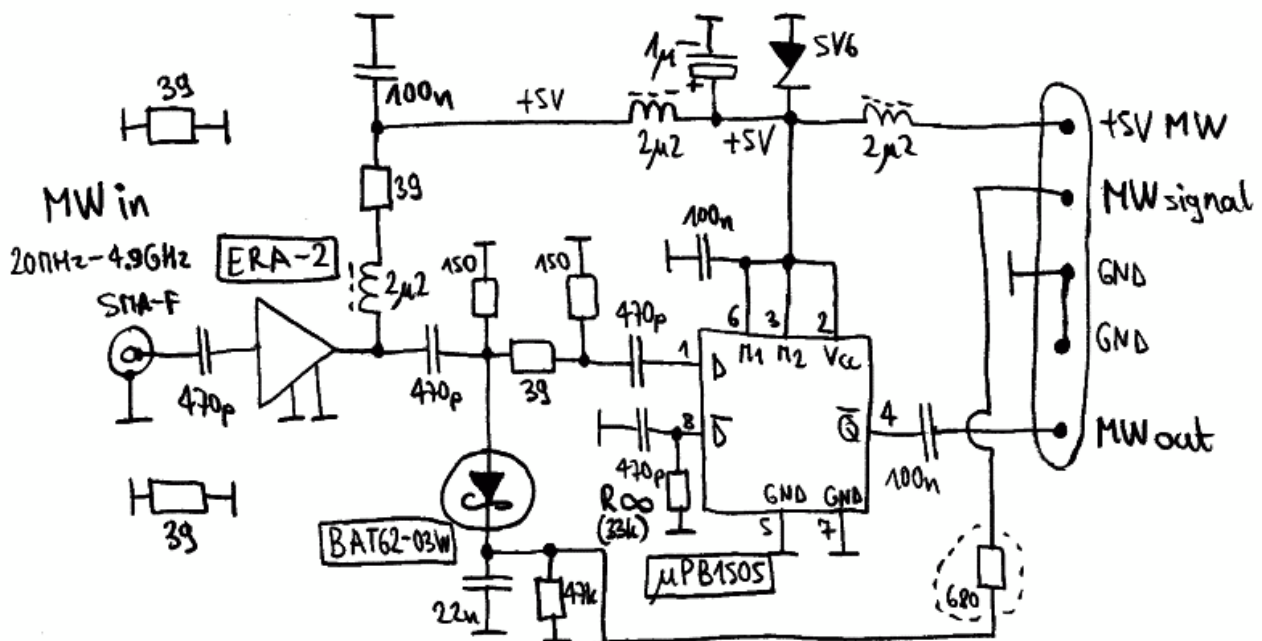 1μ
-
+
5V6
39
100n
+5V
2μ2
+5V
2μ2
+5V MW
39
MW in
MW signal
20MHz-4.9GHz
ERA-2
SMA-F
2μ2
150
150
100n
GND
470p
6
3
2
M1
M2
Vcc
GND
470p
470p
39
1
D
8
D̅
Q̅
4
MW out
470p
R∞
(33k)
100n
GND
GND
5
7
39
BAT62-03W
22n
47k
μPB1505
680